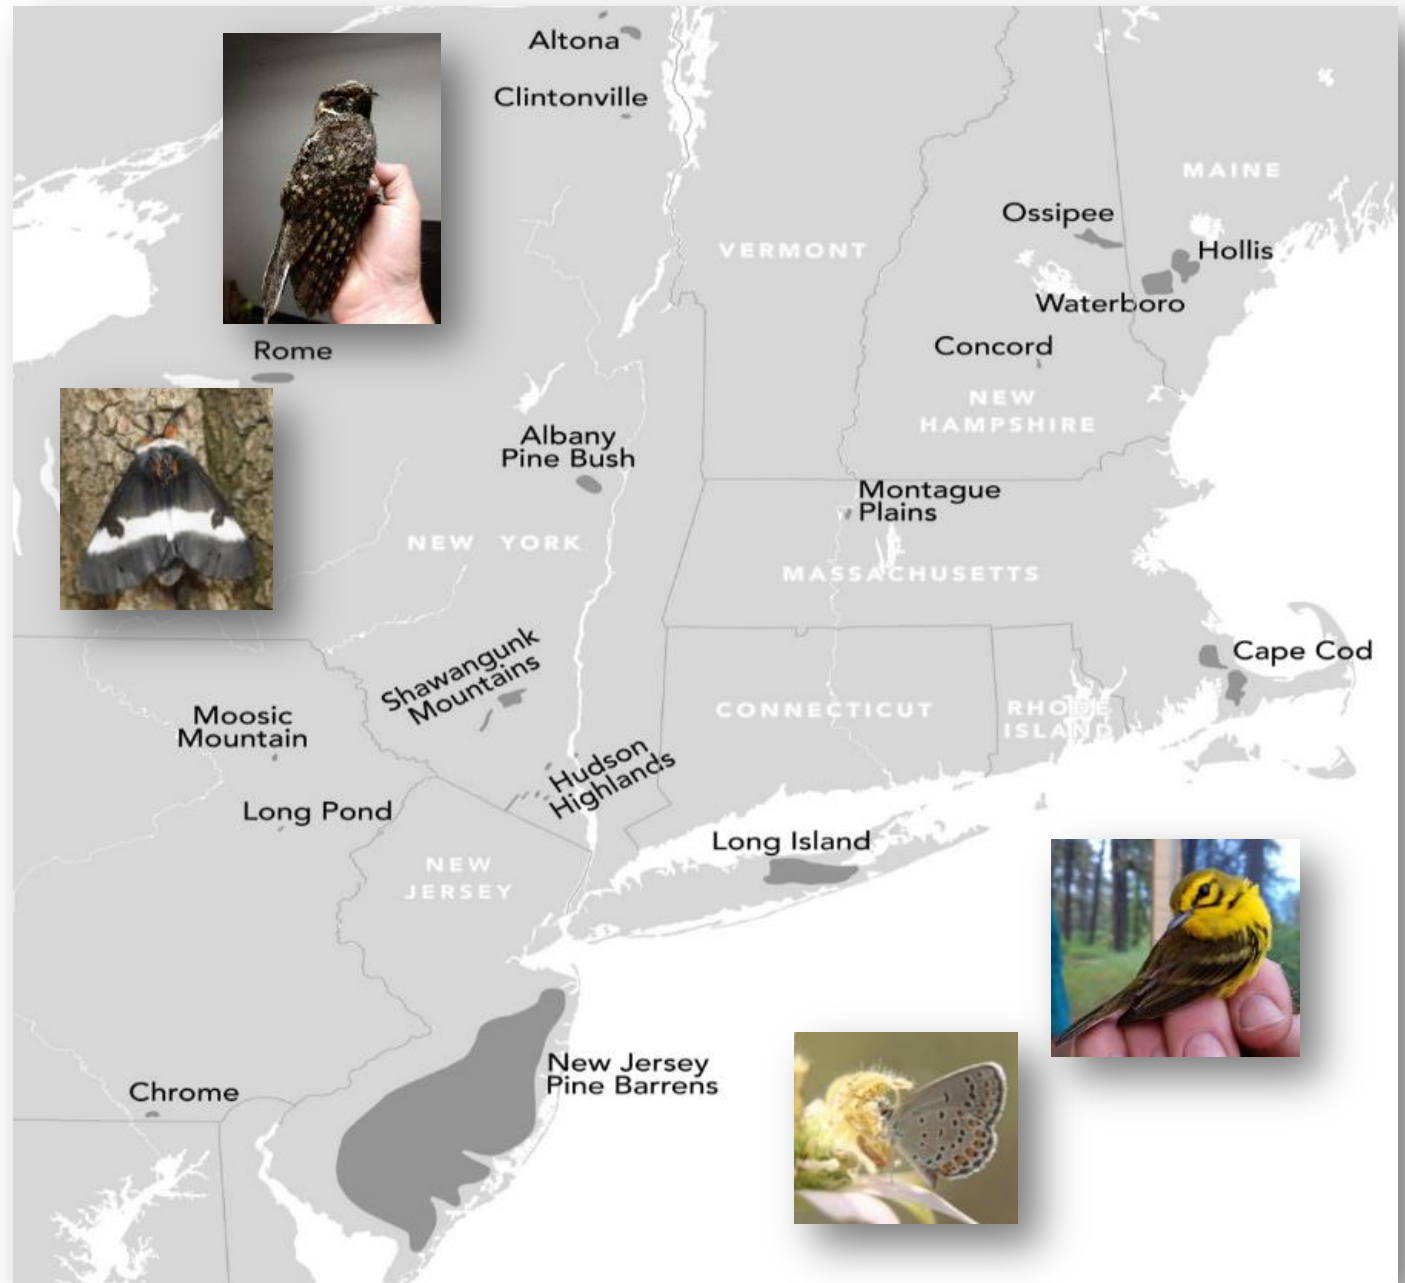 Altona
Clintonville
MAINE
Ossipee
VERMONT
Hollis
Waterboro
Rome
Concord
NEW
HAMPSHIRE
Albany
Pine Bush
Montague
Plains
NEW YORK
MASSACHUSETTS
Shawangunk
Mountains
Cape Cod
Moosic
Mountain
CONNECTICUT
RHODE
ISLAND
Hudson
Highlands
Long Pond
Long Island
NEW
JERSEY
New Jersey
Pine Barrens
Chrome